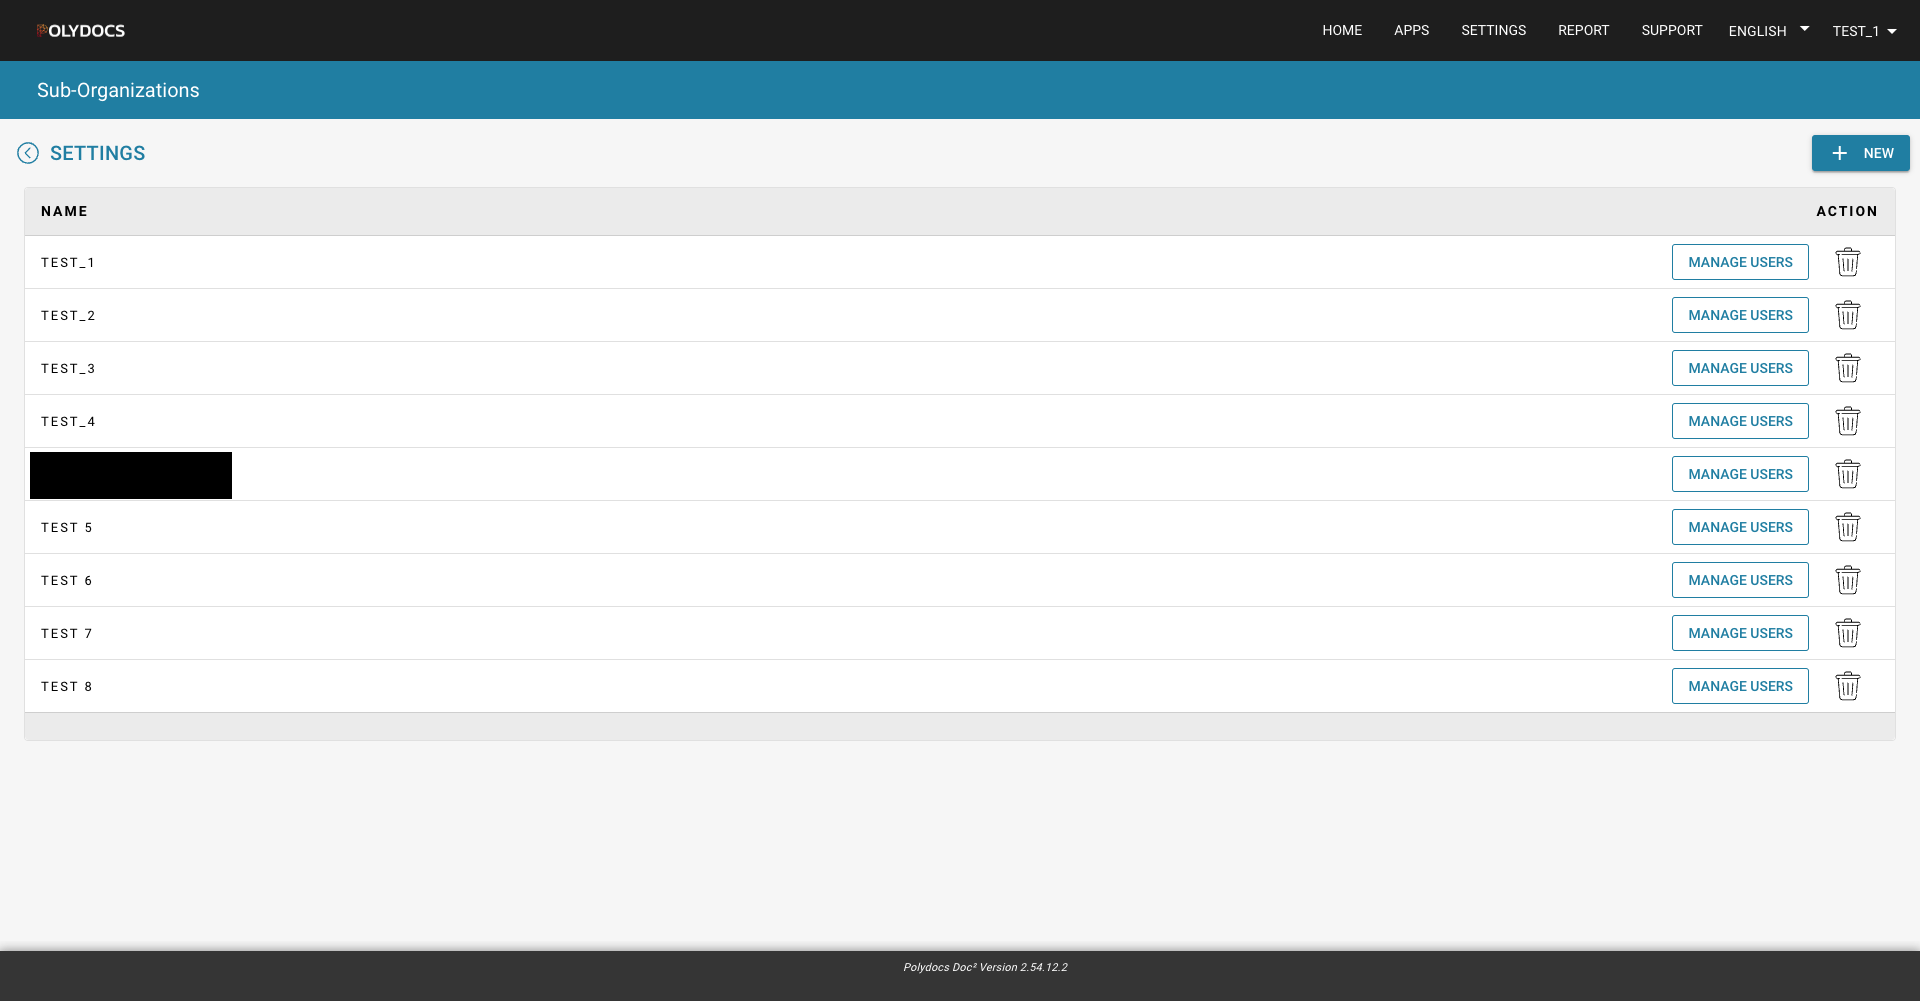 POLYDOCS
HOME APPS SETTINGS REPORT SUPPORT ENGLISH TEST_1
Sub-Organizations
SETTINGS
NEW
NAME ACTION
TEST_1 MANAGE USERS
TEST_2 MANAGE USERS
TEST_3 MANAGE USERS
TEST_4 MANAGE USERS
MANAGE USERS
TEST 5 MANAGE USERS
TEST 6 MANAGE USERS
TEST 7 MANAGE USERS
TEST 8 MANAGE USERS
Polydocs Doc² Version 2.54.12.2